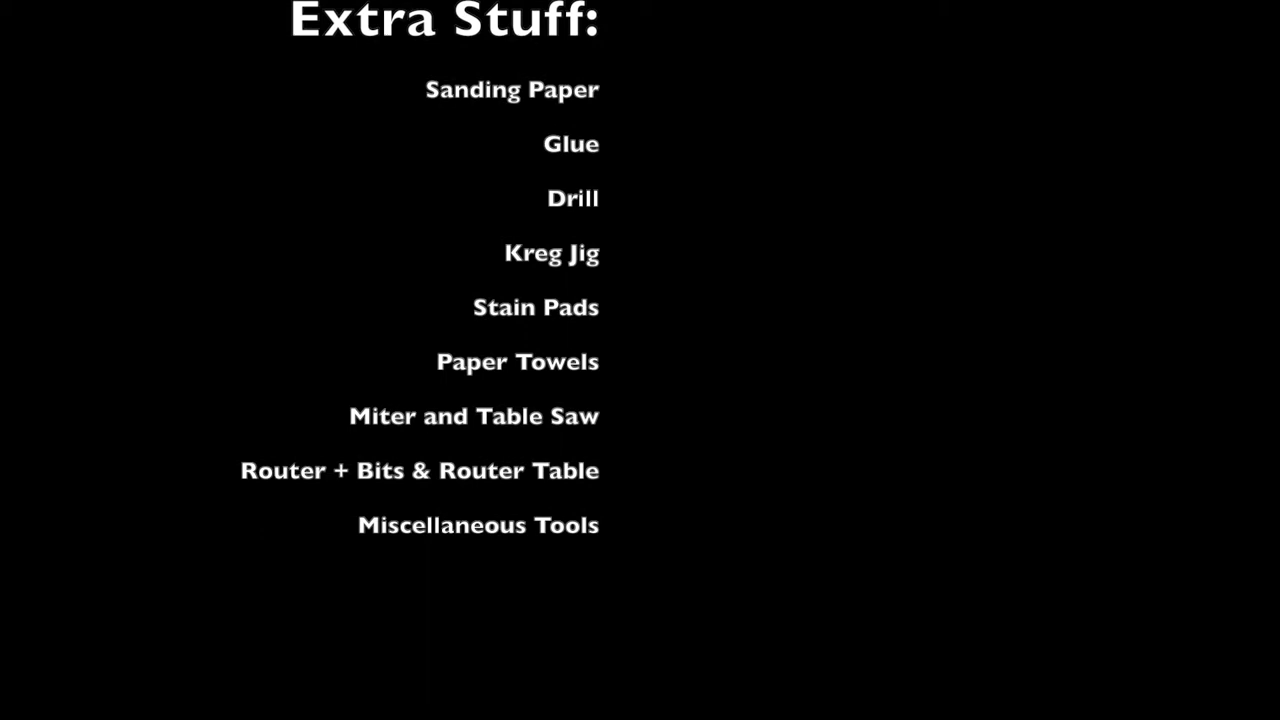 Extra Stuff:
Sanding Paper
Glue
Drill
Kreg Jig
Stain Pads
Paper Towels
Miter and Table Saw
Router + Bits & Router Table
Miscellaneous Tools